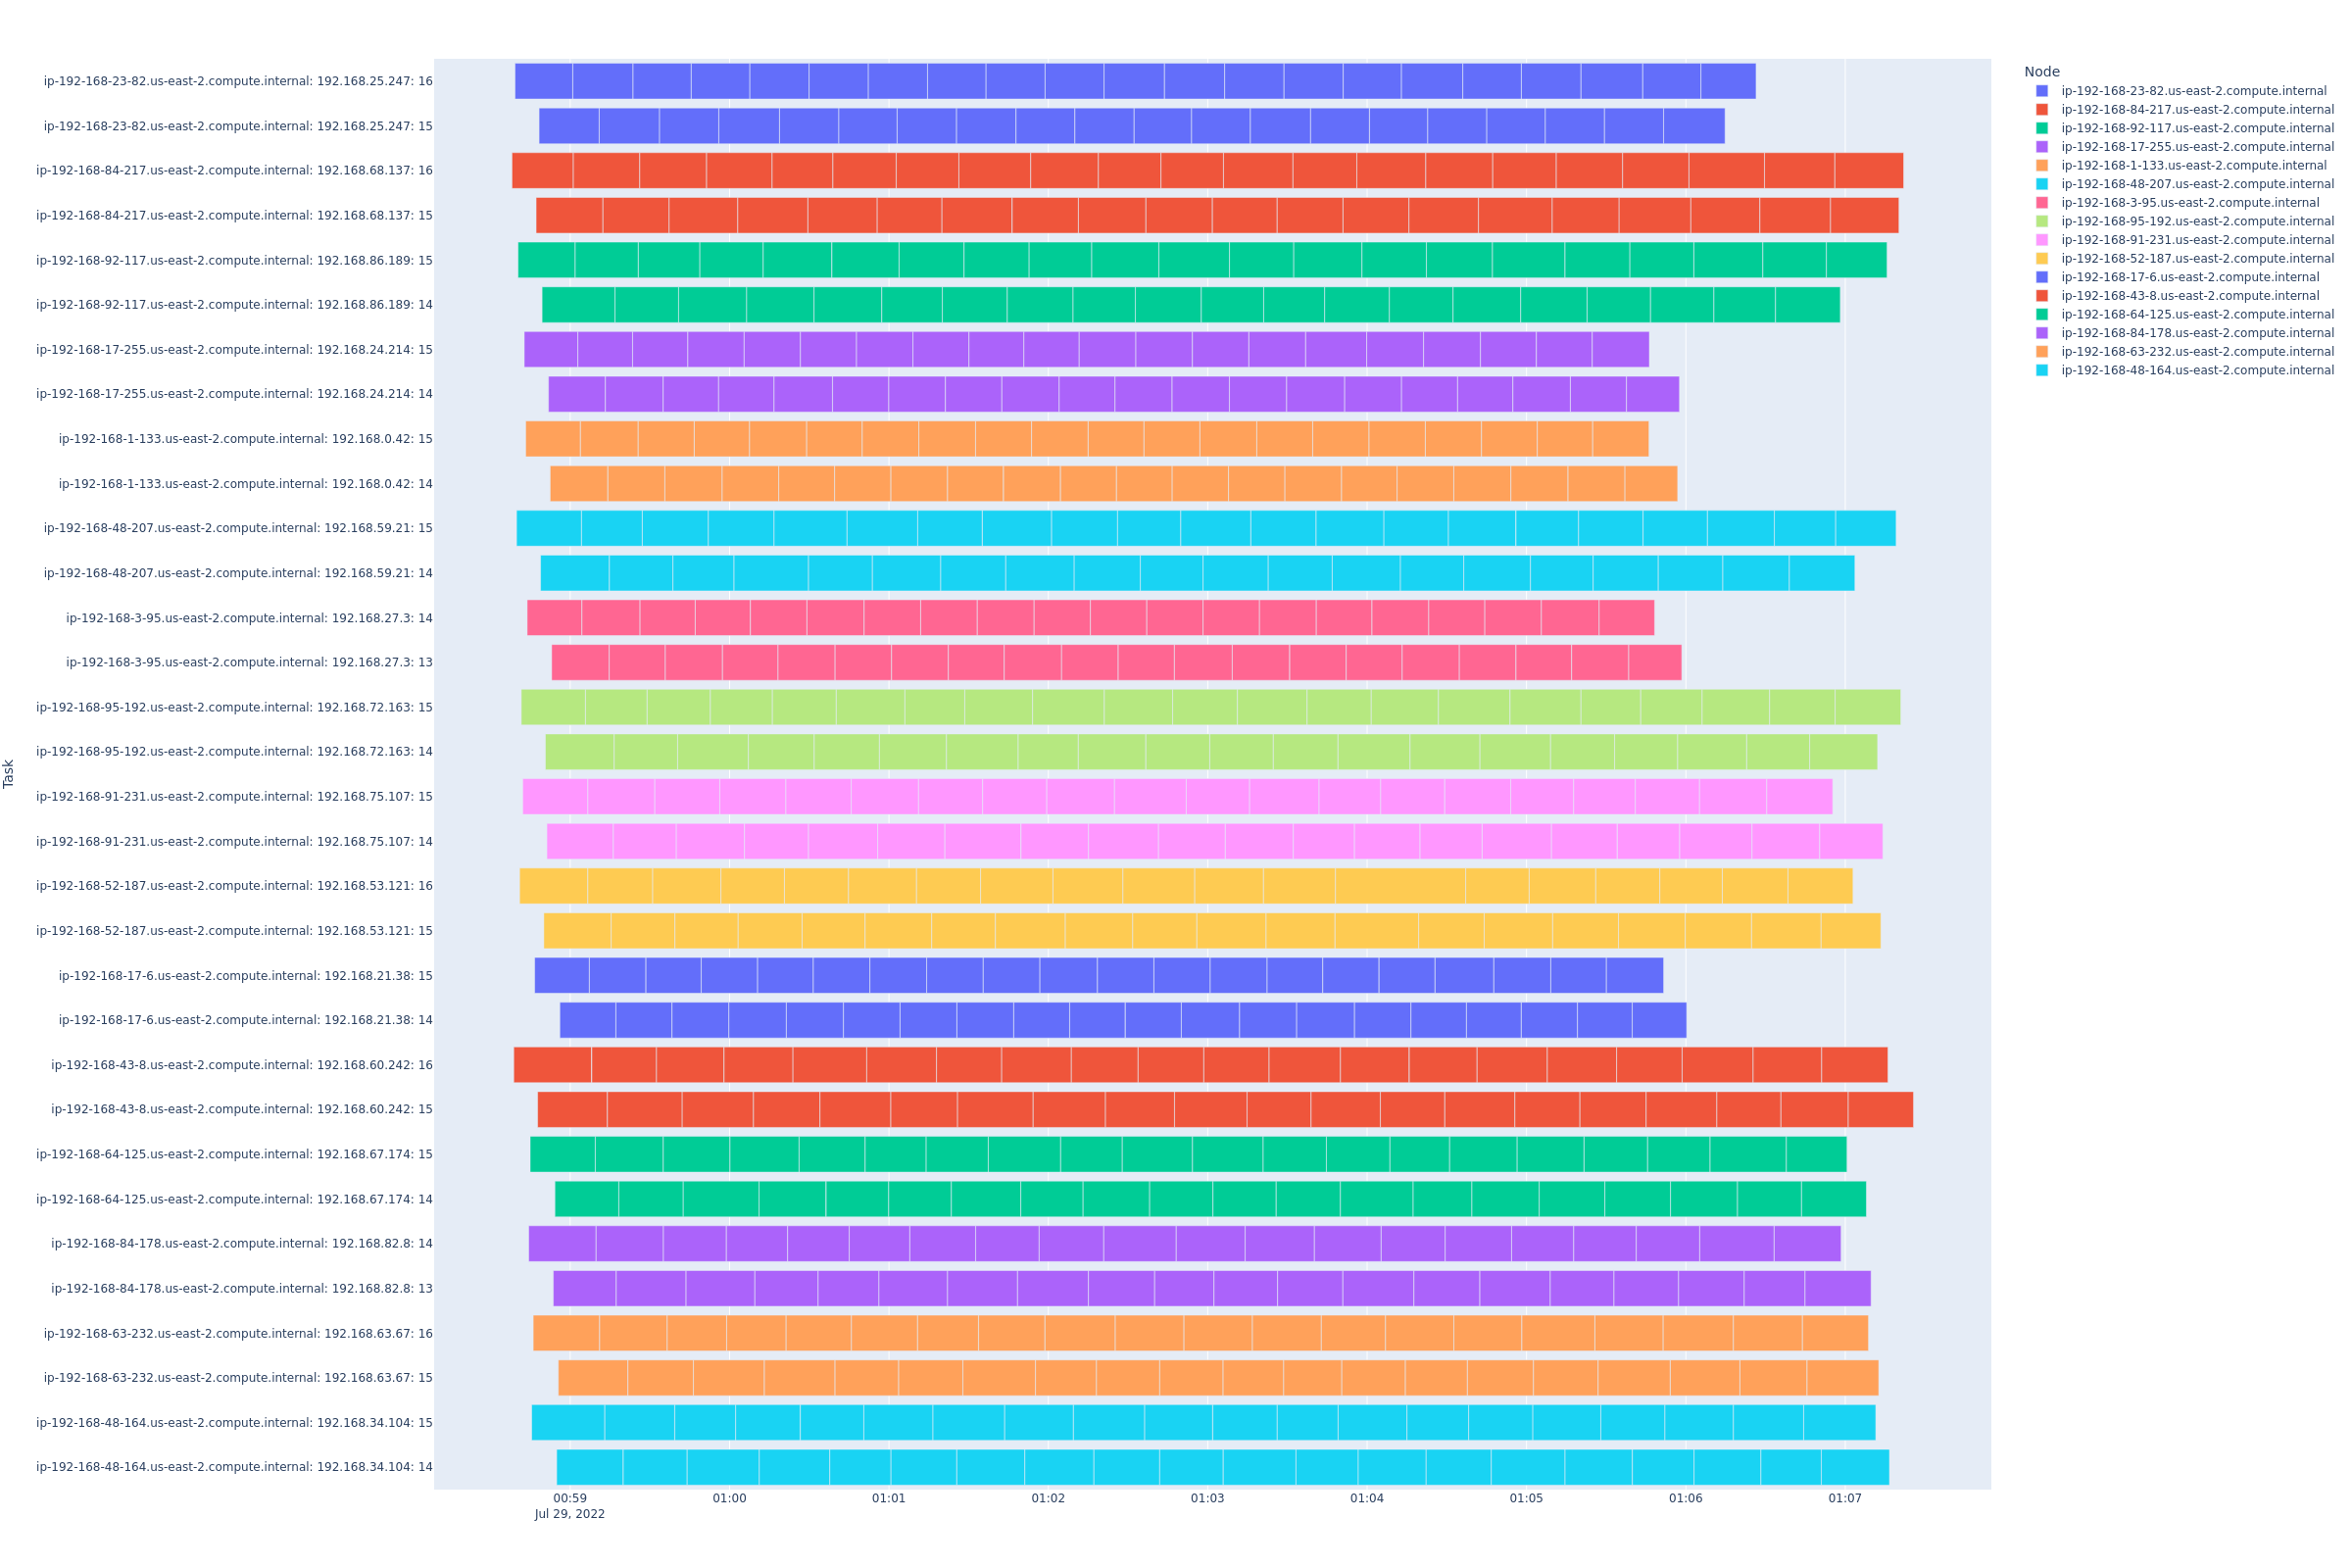 ip-192-168-23-82.us-east-2.compute.internal: 192.168.25.247: 16
ip-192-168-23-82.us-east-2.compute.internal: 192.168.25.247: 15
ip-192-168-84-217.us-east-2.compute.internal: 192.168.68.137: 16
ip-192-168-84-217.us-east-2.compute.internal: 192.168.68.137: 15
ip-192-168-92-117.us-east-2.compute.internal: 192.168.86.189: 15
ip-192-168-92-117.us-east-2.compute.internal: 192.168.86.189: 14
ip-192-168-17-255.us-east-2.compute.internal: 192.168.24.214: 15
ip-192-168-17-255.us-east-2.compute.internal: 192.168.24.214: 14
ip-192-168-1-133.us-east-2.compute.internal: 192.168.0.42: 15
ip-192-168-1-133.us-east-2.compute.internal: 192.168.0.42: 14
ip-192-168-48-207.us-east-2.compute.internal: 192.168.59.21: 15
ip-192-168-48-207.us-east-2.compute.internal: 192.168.59.21: 14
ip-192-168-3-95.us-east-2.compute.internal: 192.168.27.3: 14
ip-192-168-3-95.us-east-2.compute.internal: 192.168.27.3: 13
ip-192-168-95-192.us-east-2.compute.internal: 192.168.72.163: 15
ip-192-168-95-192.us-east-2.compute.internal: 192.168.72.163: 14
ip-192-168-91-231.us-east-2.compute.internal: 192.168.75.107: 15
ip-192-168-91-231.us-east-2.compute.internal: 192.168.75.107: 14
ip-192-168-52-187.us-east-2.compute.internal: 192.168.53.121: 16
ip-192-168-52-187.us-east-2.compute.internal: 192.168.53.121: 15
ip-192-168-17-6.us-east-2.compute.internal: 192.168.21.38: 15
ip-192-168-17-6.us-east-2.compute.internal: 192.168.21.38: 14
ip-192-168-43-8.us-east-2.compute.internal: 192.168.60.242: 16
ip-192-168-43-8.us-east-2.compute.internal: 192.168.60.242: 15
ip-192-168-64-125.us-east-2.compute.internal: 192.168.67.174: 15
ip-192-168-64-125.us-east-2.compute.internal: 192.168.67.174: 14
ip-192-168-84-178.us-east-2.compute.internal: 192.168.82.8: 14
ip-192-168-84-178.us-east-2.compute.internal: 192.168.82.8: 13
ip-192-168-63-232.us-east-2.compute.internal: 192.168.63.67: 16
ip-192-168-63-232.us-east-2.compute.internal: 192.168.63.67: 15
ip-192-168-48-164.us-east-2.compute.internal: 192.168.34.104: 15
ip-192-168-48-164.us-east-2.compute.internal: 192.168.34.104: 14
Task
00:59 01:00 01:01 01:02 01:03 01:04 01:05 01:06 01:07
Jul 29, 2022
Node
ip-192-168-23-82.us-east-2.compute.internal
ip-192-168-84-217.us-east-2.compute.internal
ip-192-168-92-117.us-east-2.compute.internal
ip-192-168-17-255.us-east-2.compute.internal
ip-192-168-1-133.us-east-2.compute.internal
ip-192-168-48-207.us-east-2.compute.internal
ip-192-168-3-95.us-east-2.compute.internal
ip-192-168-95-192.us-east-2.compute.internal
ip-192-168-91-231.us-east-2.compute.internal
ip-192-168-52-187.us-east-2.compute.internal
ip-192-168-17-6.us-east-2.compute.internal
ip-192-168-43-8.us-east-2.compute.internal
ip-192-168-64-125.us-east-2.compute.internal
ip-192-168-84-178.us-east-2.compute.internal
ip-192-168-63-232.us-east-2.compute.internal
ip-192-168-48-164.us-east-2.compute.internal